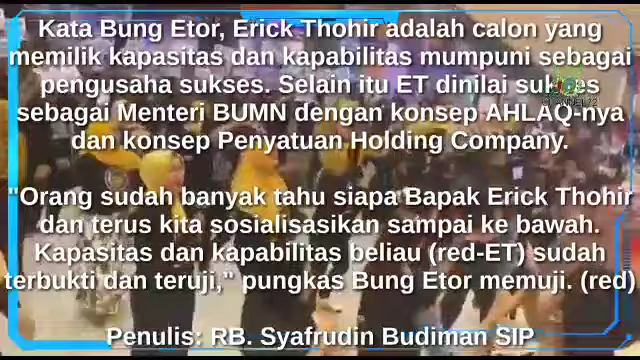 Kata Bung Etor, Erick Thohir adalah calon yang
memilik kapasitas dan kapabilitas mumpuni sebagai
pengusaha sukses. Selain itu ET dinilai sukses
sebagai Menteri BUMN dengan konsep AHLAQ-nya
dan konsep Penyatuan Holding Company.
"Orang sudah banyak tahu siapa Bapak Erick Thohir
dan terus kita sosialisasikan sampai ke bawah.
Kapasitas dan kapabilitas beliau (red-ET) sudah
terbukti dan teruji," pungkas Bung Etor memuji. (red)
Penulis: RB. Syafrudin Budiman SIP